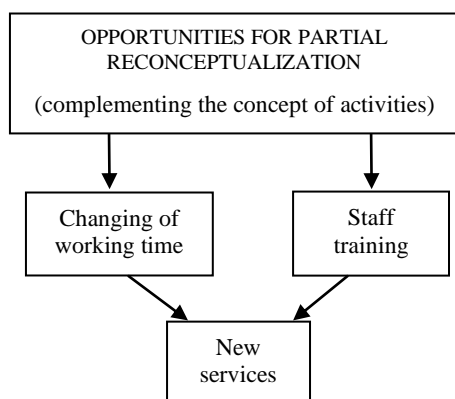 OPPORTUNITIES FOR PARTIAL
RECONCEPTUALIZATION
(complementing the concept of activities)
Changing of
working time
Staff
training
New
services